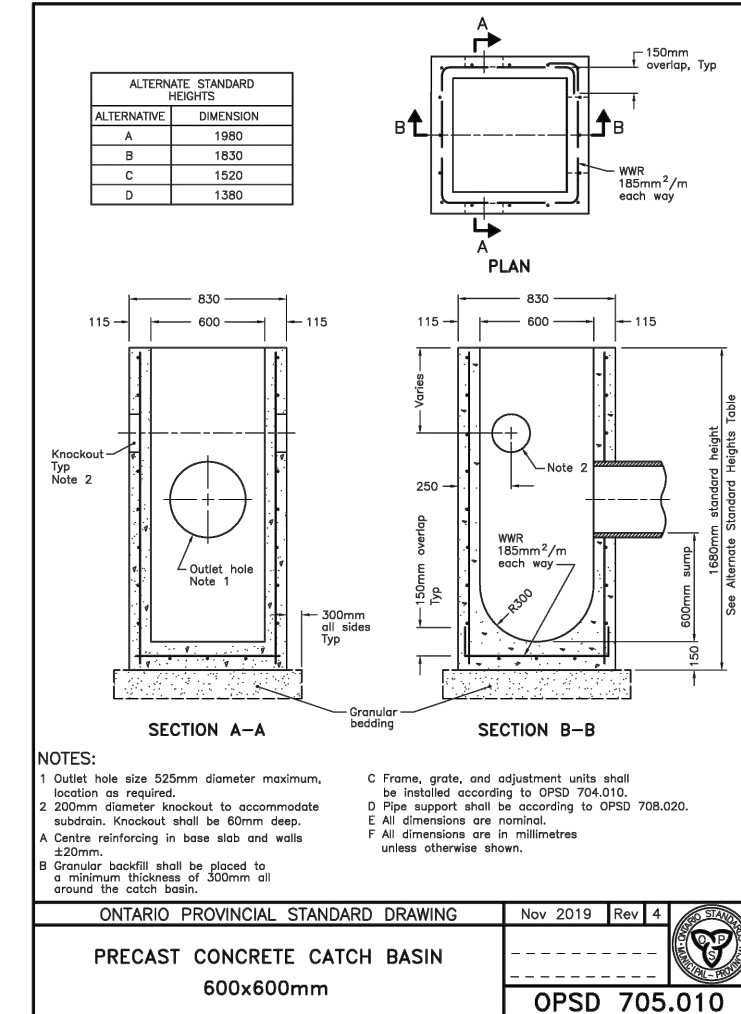 ALTERNATE STANDARD
HEIGHTS
ALTERNATIVE DIMENSION
A 1980
B 1830
C 1520
D 1380
A
150mm
overlap, Typ
B
B
WWR
185mm²/m
each way
A
PLAN
830
115
600
115
Knockout
Typ
Note 2
Outlet hole
Note 1
300mm
all sides
Typ
SECTION A-A
830
115
600
115
Varies
Note 2
250
WWR
185mm²/m
each way
150mm overlap
Typ
R300
600mm sump
150
1680mm standard height
See Alternate Standard Heights Table
Granular
bedding
SECTION B-B
NOTES:
1 Outlet hole size 525mm diameter maximum,
location as required.
2 200mm diameter knockout to accommodate
subdrain. Knockout shall be 60mm deep.
A Centre reinforcing in base slab and walls
±20mm.
B Granular backfill shall be placed to
a minimum thickness of 300mm all
around the catch basin.
C Frame, grate, and adjustment units shall
be installed according to OPSD 704.010.
D Pipe support shall be according to OPSD 708.020.
E All dimensions are nominal.
F All dimensions are in millimetres
unless otherwise shown.
ONTARIO PROVINCIAL STANDARD DRAWING
Nov 2019 Rev 4
PRECAST CONCRETE CATCH BASIN
600x600mm
OPSD 705.010
OPS